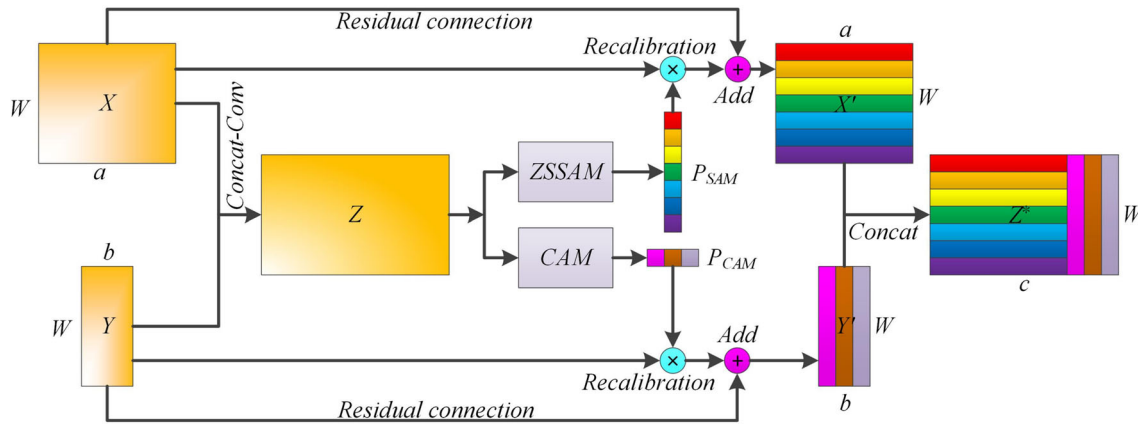 Residual connection
a
Recalibration
×
+
Add
W
X
X'
W
a
Concat-Conv
ZSSAM
P_SAM
Z
Z*
W
Concat
b
CAM
P_CAM
c
W
Y
Y'
W
Add
×
+
Recalibration
b
Residual connection